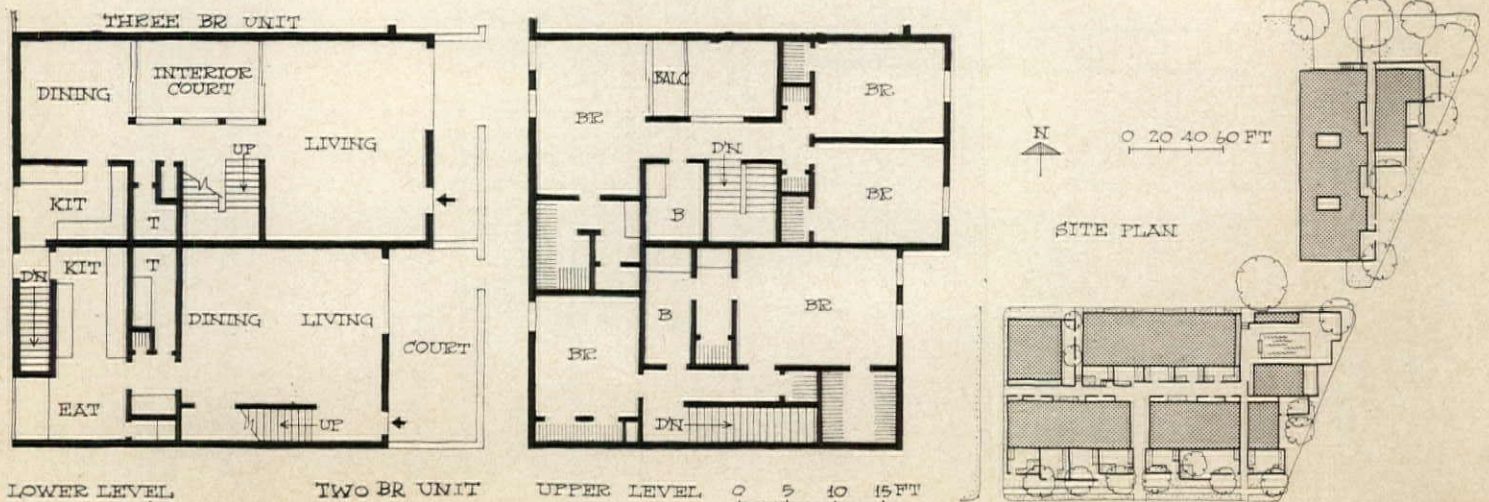 THREE BR UNIT
INTERIOR
COURT
DINING
LIVING
UP
KIT
T
KIT
T
D'N
DINING
LIVING
COURT
EAT
UP
LOWER LEVEL
TWO BR UNIT
BALC
BR
BR
D'N
BR
B
BR
B
BR
D'N
UPPER LEVEL
0 5 10 15 FT
N
0 20 40 60 FT
SITE PLAN